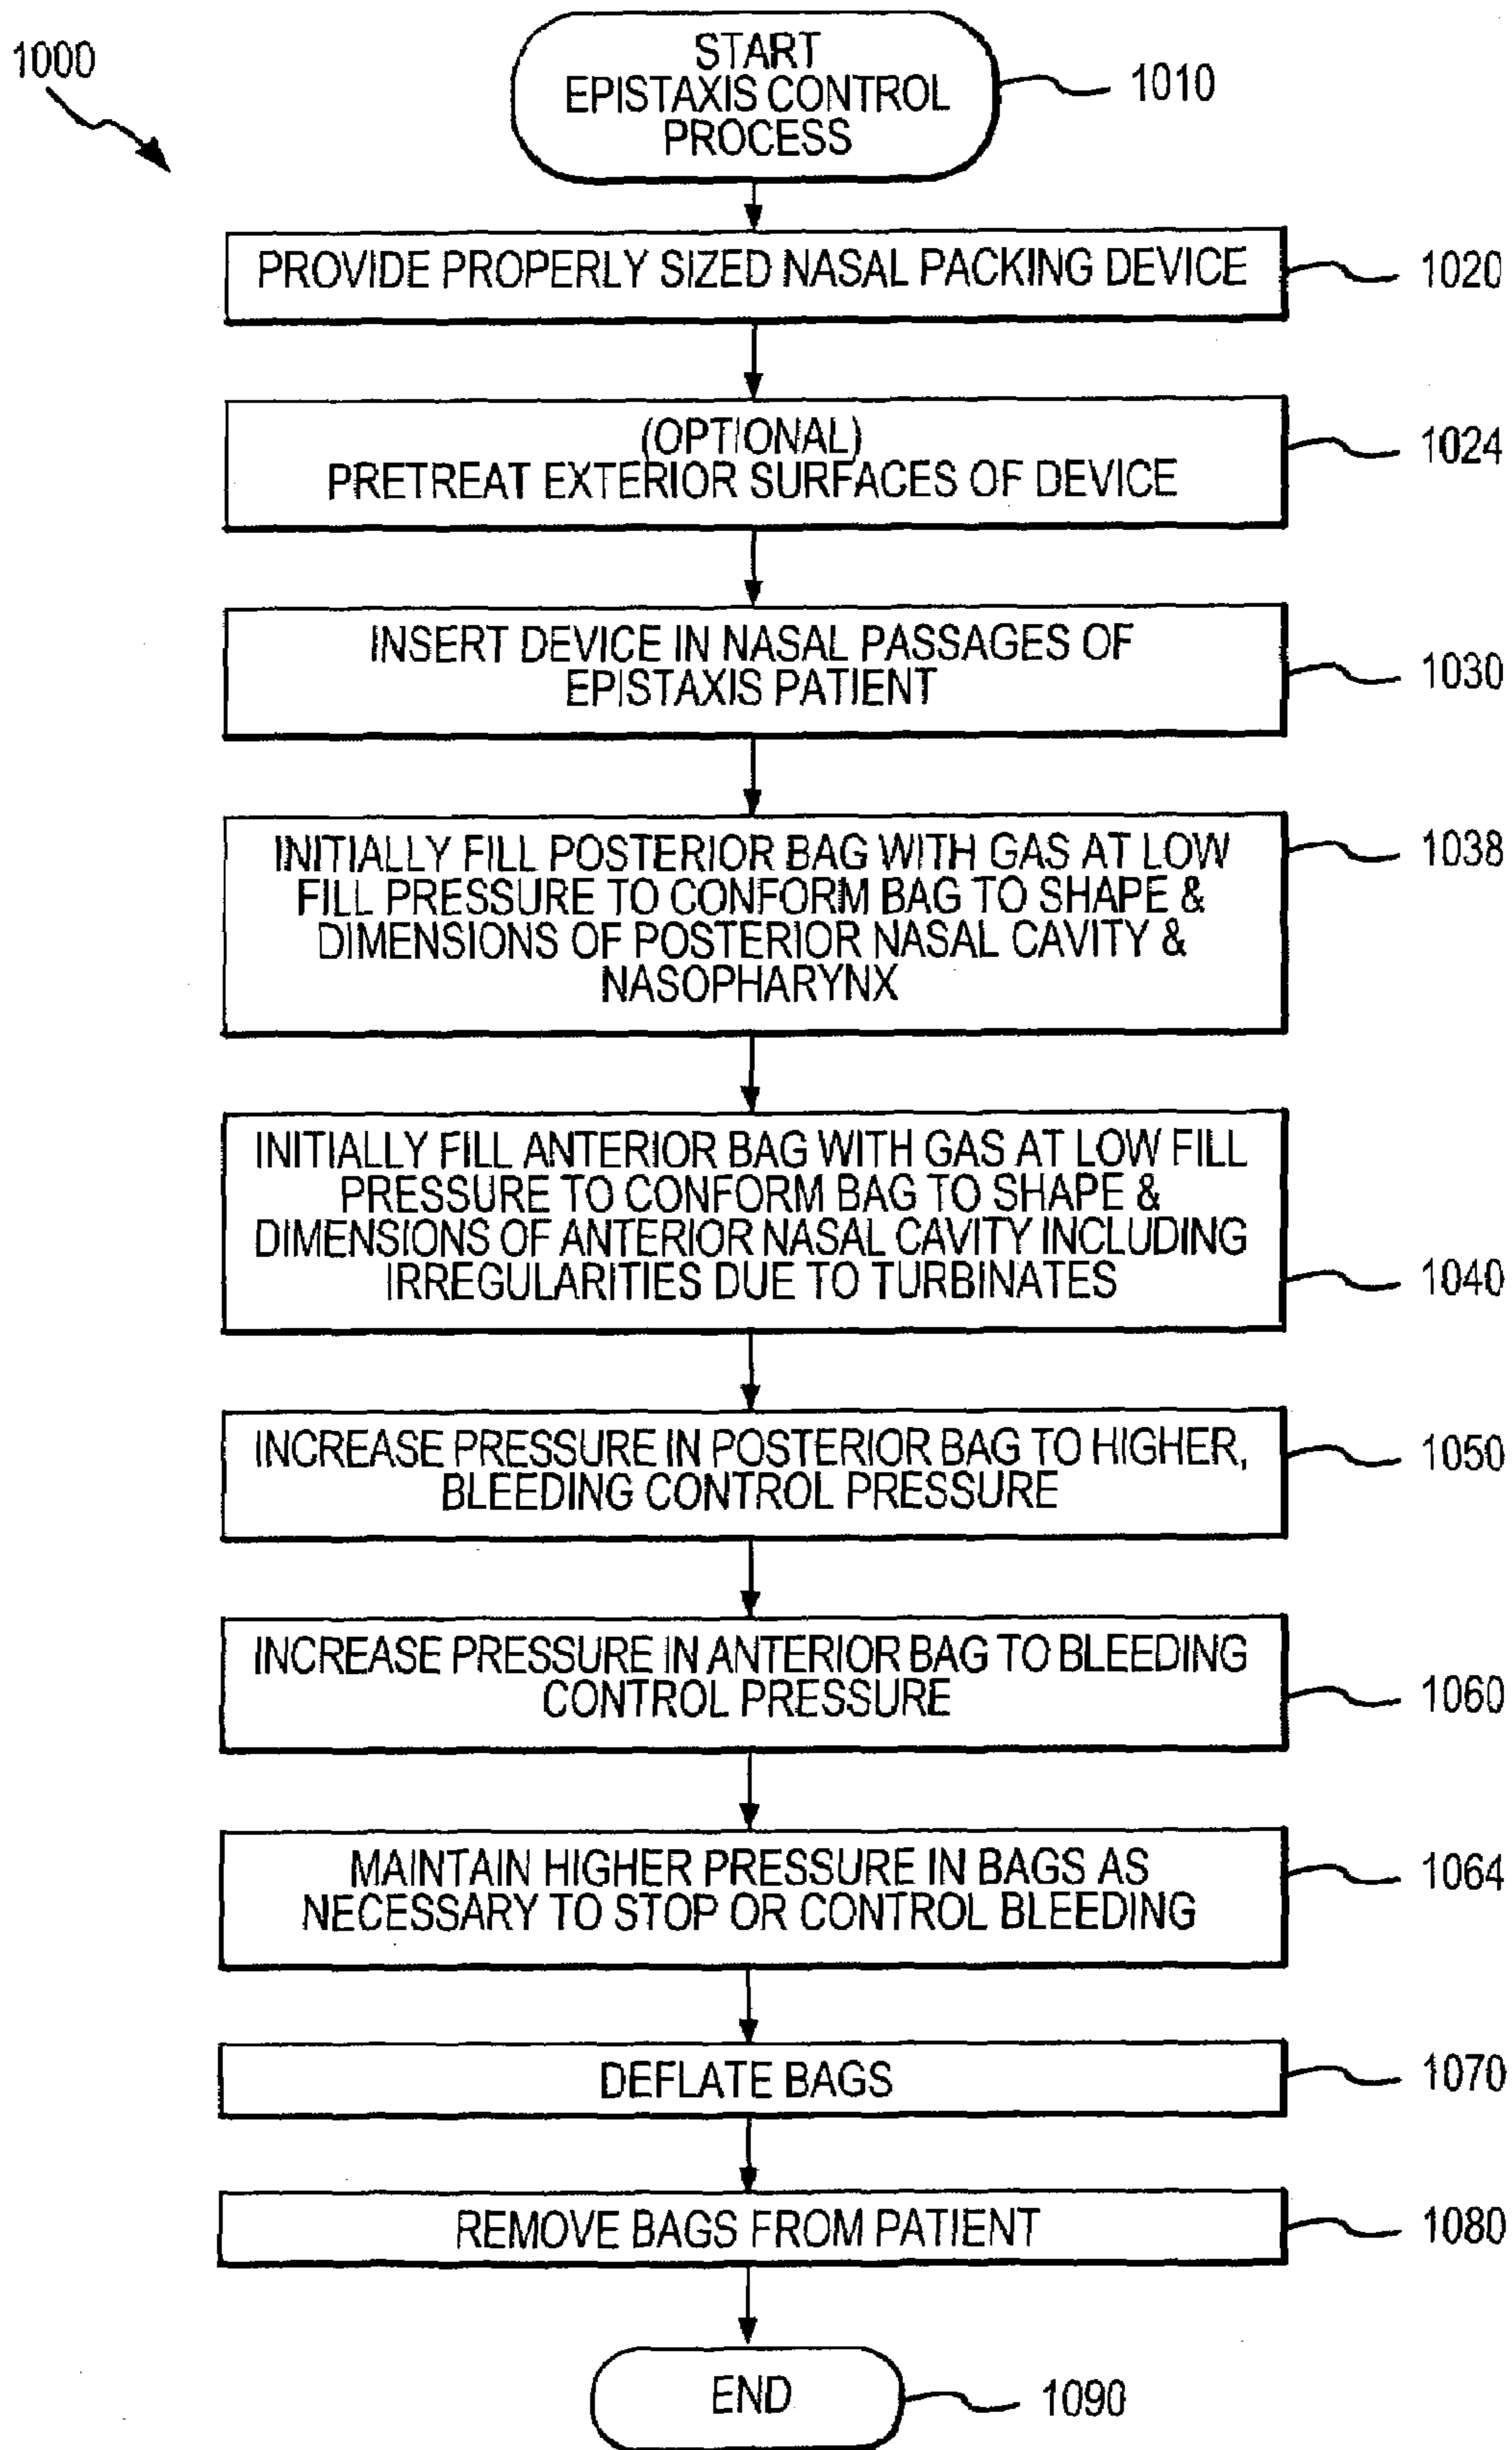 1000
START
EPISTAXIS CONTROL
PROCESS
1010
PROVIDE PROPERLY SIZED NASAL PACKING DEVICE
1020
(OPTIONAL)
PRETREAT EXTERIOR SURFACES OF DEVICE
1024
INSERT DEVICE IN NASAL PASSAGES OF
EPISTAXIS PATIENT
1030
INITIALLY FILL POSTERIOR BAG WITH GAS AT LOW
FILL PRESSURE TO CONFORM BAG TO SHAPE &
DIMENSIONS OF POSTERIOR NASAL CAVITY &
NASOPHARYNX
1038
INITIALLY FILL ANTERIOR BAG WITH GAS AT LOW FILL
PRESSURE TO CONFORM BAG TO SHAPE &
DIMENSIONS OF ANTERIOR NASAL CAVITY INCLUDING
IRREGULARITIES DUE TO TURBINATES
1040
INCREASE PRESSURE IN POSTERIOR BAG TO HIGHER,
BLEEDING CONTROL PRESSURE
1050
INCREASE PRESSURE IN ANTERIOR BAG TO BLEEDING
CONTROL PRESSURE
1060
MAINTAIN HIGHER PRESSURE IN BAGS AS
NECESSARY TO STOP OR CONTROL BLEEDING
1064
DEFLATE BAGS
1070
REMOVE BAGS FROM PATIENT
1080
END
1090